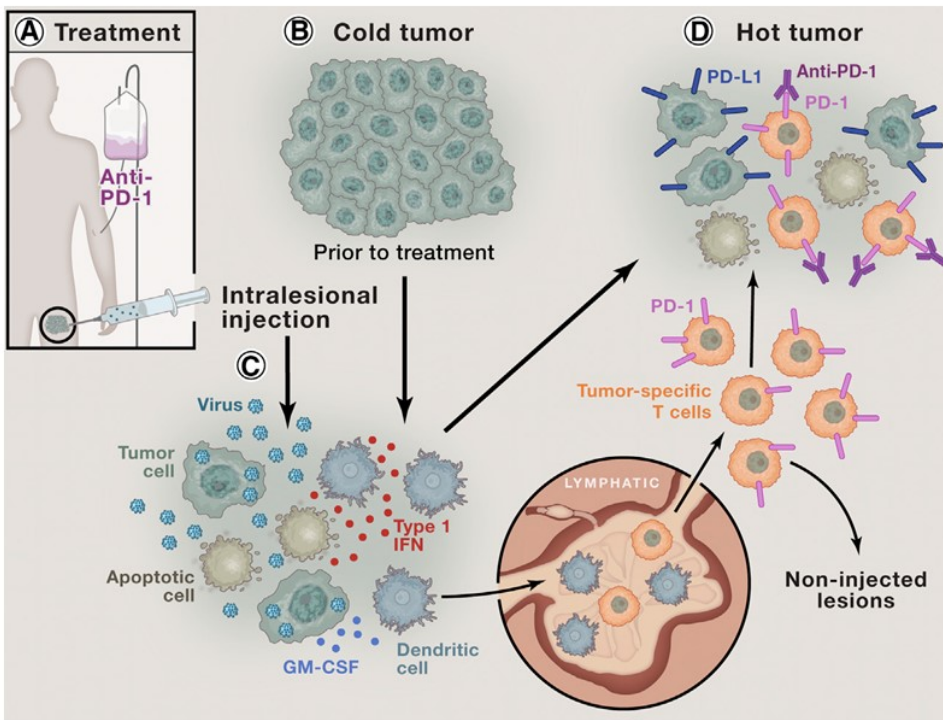 A Treatment
Anti-
PD-1
B Cold tumor
Prior to treatment
Intralesional
injection
C
Virus
Tumor
cell
Apoptotic
cell
Type 1
IFN
GM-CSF
Dendritic
cell
LYMPHATIC
D Hot tumor
PD-L1
Anti-PD-1
PD-1
PD-1
Tumor-specific
T cells
Non-injected
lesions